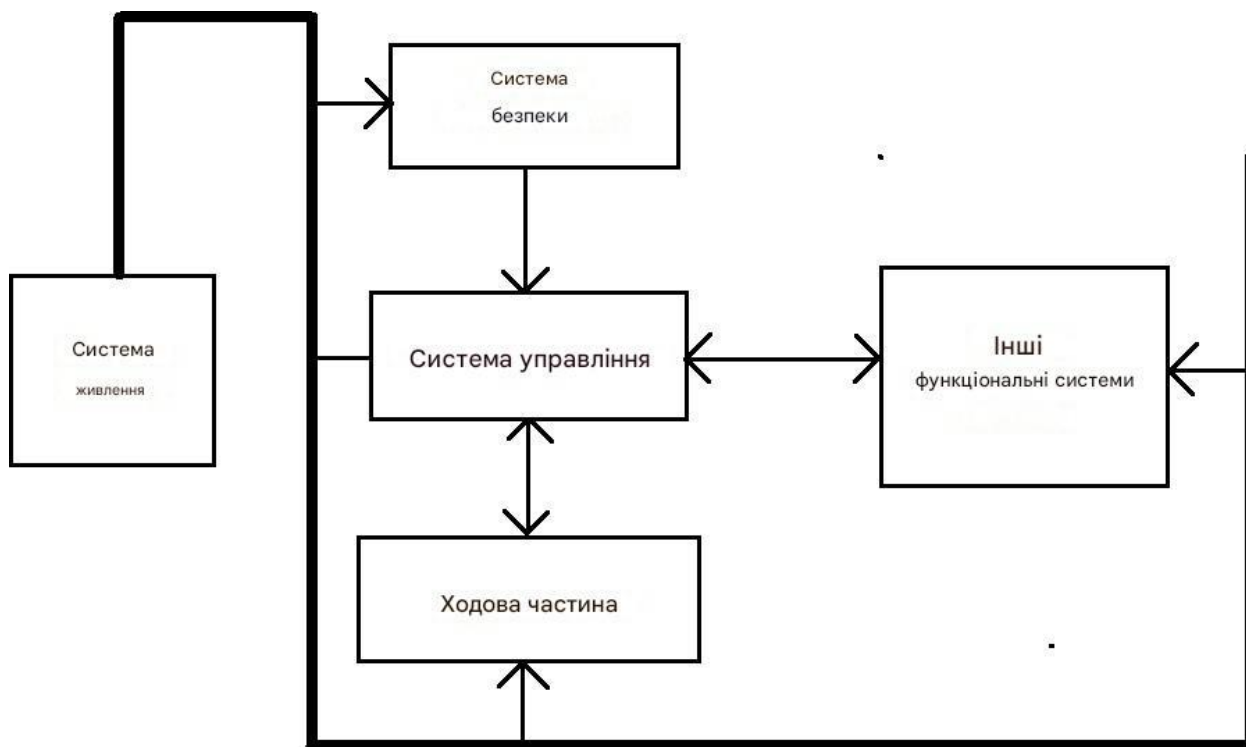 Система
безпеки
Система
живлення
Система управління
Інші
функціональні системи
Ходова частина